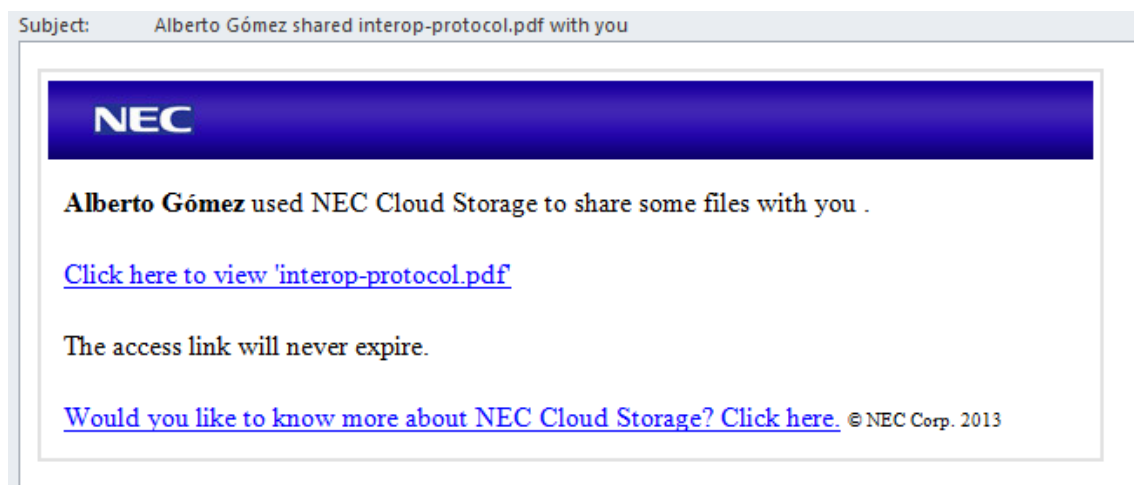 Subject: Alberto Gómez shared interop-protocol.pdf with you
NEC
Alberto Gómez used NEC Cloud Storage to share some files with you .
Click here to view 'interop-protocol.pdf'
The access link will never expire.
Would you like to know more about NEC Cloud Storage? Click here. © NEC Corp. 2013